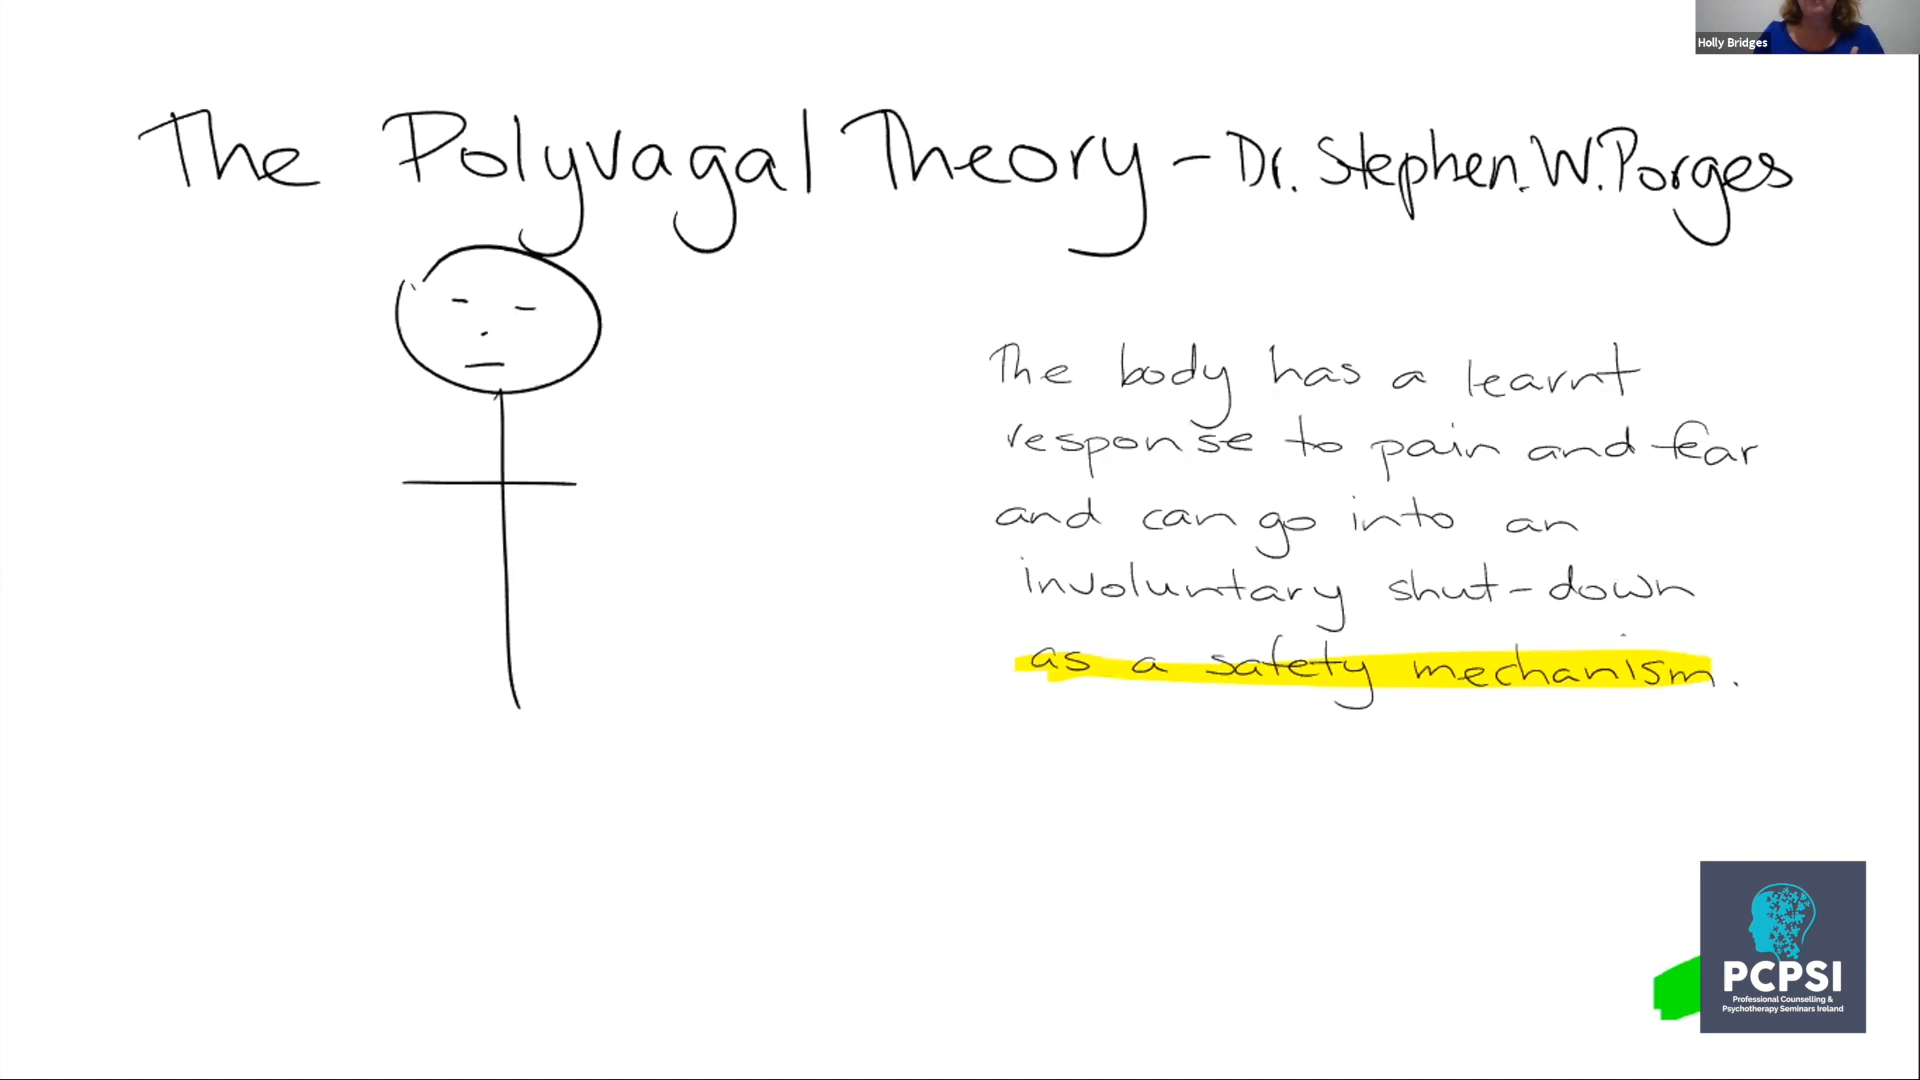 Holly Bridges
The Polyvagal Theory - Dr. Stephen. W. Porges
The body has a learnt
response to pain and fear
and can go into an
involuntary shut-down
as a safety mechanism.
PCPSI
Professional Counselling &
Psychotherapy Seminars Ireland